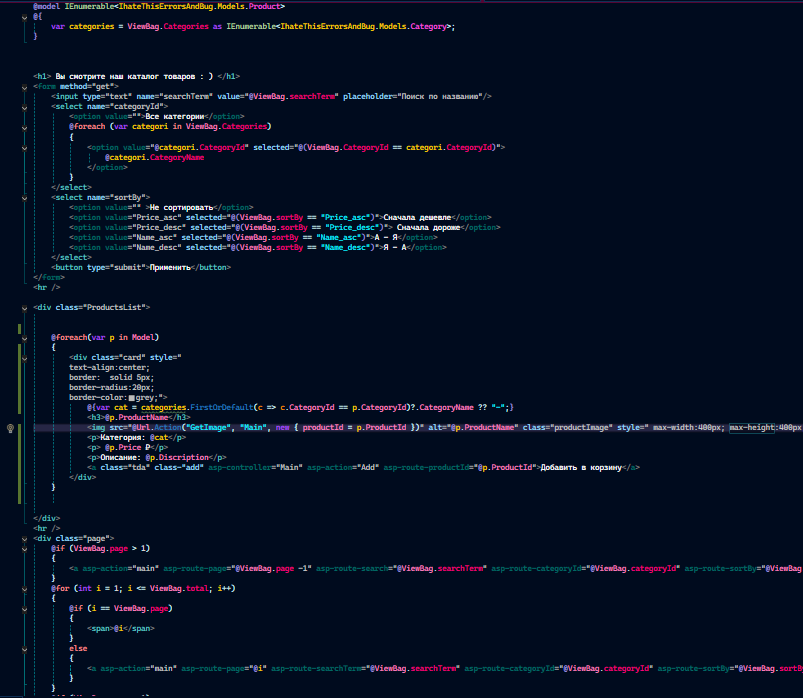 @model IEnumerable<IhateThisErrorsAndBug.Models.Product>
@{
var categories = ViewBag.Categories as IEnumerable<IhateThisErrorsAndBug.Models.Category>;
}
<h1> Вы смотрите наш каталог товаров : ) </h1>
<form method="get">
<input type="text" name="searchTerm" value="@ViewBag.searchTerm" placeholder="Поиск по названию"/>
<select name="categoryId">
<option value="">Все категории</option>
@foreach (var categori in ViewBag.Categories)
{
<option value="@categori.CategoryId" selected="@(ViewBag.CategoryId == categori.CategoryId)">
@categori.CategoryName
</option>
}
</select>
<select name="sortBy">
<option value="" >Не сортировать</option>
<option value="Price_asc" selected="@(ViewBag.sortBy == "Price_asc")">Сначала дешевле</option>
<option value="Price_desc" selected="@(ViewBag.sortBy == "Price_desc")"> Сначала дороже</option>
<option value="Name_asc" selected="@(ViewBag.sortBy == "Name_asc")">А - Я</option>
<option value="Name_desc" selected="@(ViewBag.sortBy == "Name_desc")">Я - А</option>
</select>
<button type="submit">Применить</button>
</form>
<hr />
<div class="ProductsList">
@foreach(var p in Model)
{
<div class="card" style="
text-align:center;
border:  solid 5px;
border-radius:20px;
border-color:grey;">
@{var cat = categories.FirstOrDefault(c => c.CategoryId == p.CategoryId)?.CategoryName ?? "-";}
<h3>@p.ProductName</h3>
<img src="@Url.Action("GetImage", "Main", new { productId = p.ProductId })" alt="@p.ProductName" class="productImage" style=" max-width:400px; max-height:400px
<p>Категория: @cat</p>
<p> @p.Price ₽</p>
<p>Описание: @p.Discription</p>
<a class="tda" class="add" asp-controller="Main" asp-action="Add" asp-route-productId="@p.ProductId">Добавить в корзину</a>
</div>
}
</div>
<hr />
<div class="page">
@if (ViewBag.page > 1)
{
<a asp-action="main" asp-route-page="@ViewBag.page -1" asp-route-search="@ViewBag.searchTerm" asp-route-categoryId="@ViewBag.categoryId" asp-route-sortBy="@ViewBag
}
@for (int i = 1; i <= ViewBag.total; i++)
{
@if (i == ViewBag.page)
{
<span>@i</span>
}
else
{
<a asp-action="main" asp-route-page="@i" asp-route-searchTerm="@ViewBag.searchTerm" asp-route-categoryId="@ViewBag.categoryId" asp-route-sortBy="@ViewBag.sortB
}
}